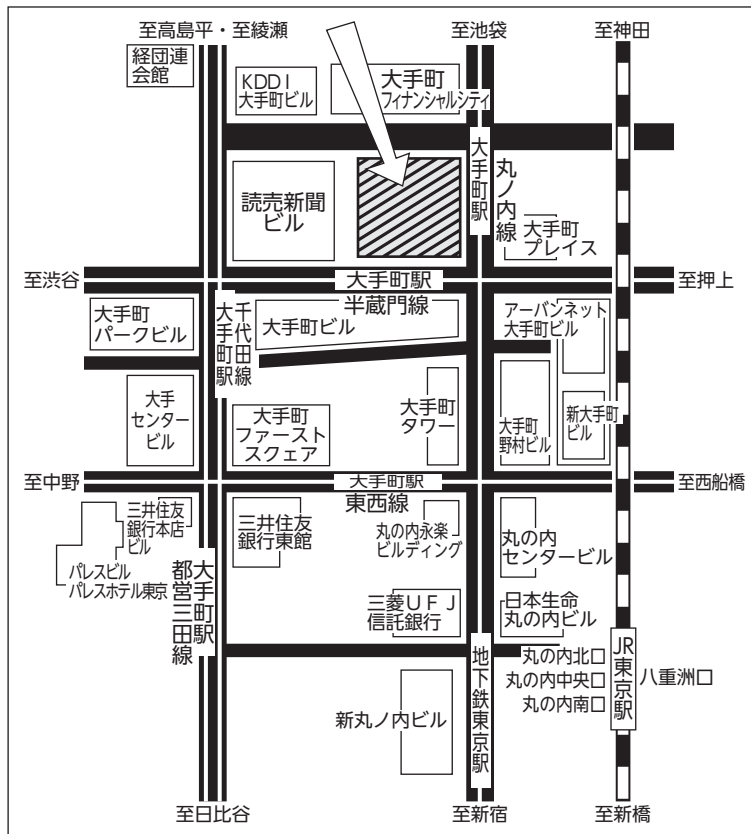 至高島平・至綾瀬
至池袋
至神田
経団連
会館
KDDI
大手町ビル
大手町
フィナンシャルシティ
大手町駅
丸ノ内線
読売新聞
ビル
大手町
プレイス
至渋谷
大手町駅
至押上
半蔵門線
大手町
パークビル
千代田線
大手町駅
大手町ビル
アーバンネット
大手町ビル
大手
センター
ビル
大手町
ファースト
スクェア
大手町
タワー
大手町
野村ビル
新大手町
ビル
至中野
大手町駅
至西船橋
東西線
三井住友
銀行本店
ビル
三井住友
銀行東館
丸の内永楽
ビルディング
丸の内
センタービル
パレスビル
パレスホテル東京
大手町駅
都営三田線
三菱UFJ
信託銀行
日本生命
丸の内ビル
地下鉄東京駅
丸の内北口
丸の内中央口
丸の内南口
JR東京駅
八重洲口
新丸ノ内ビル
至日比谷
至新宿
至新橋